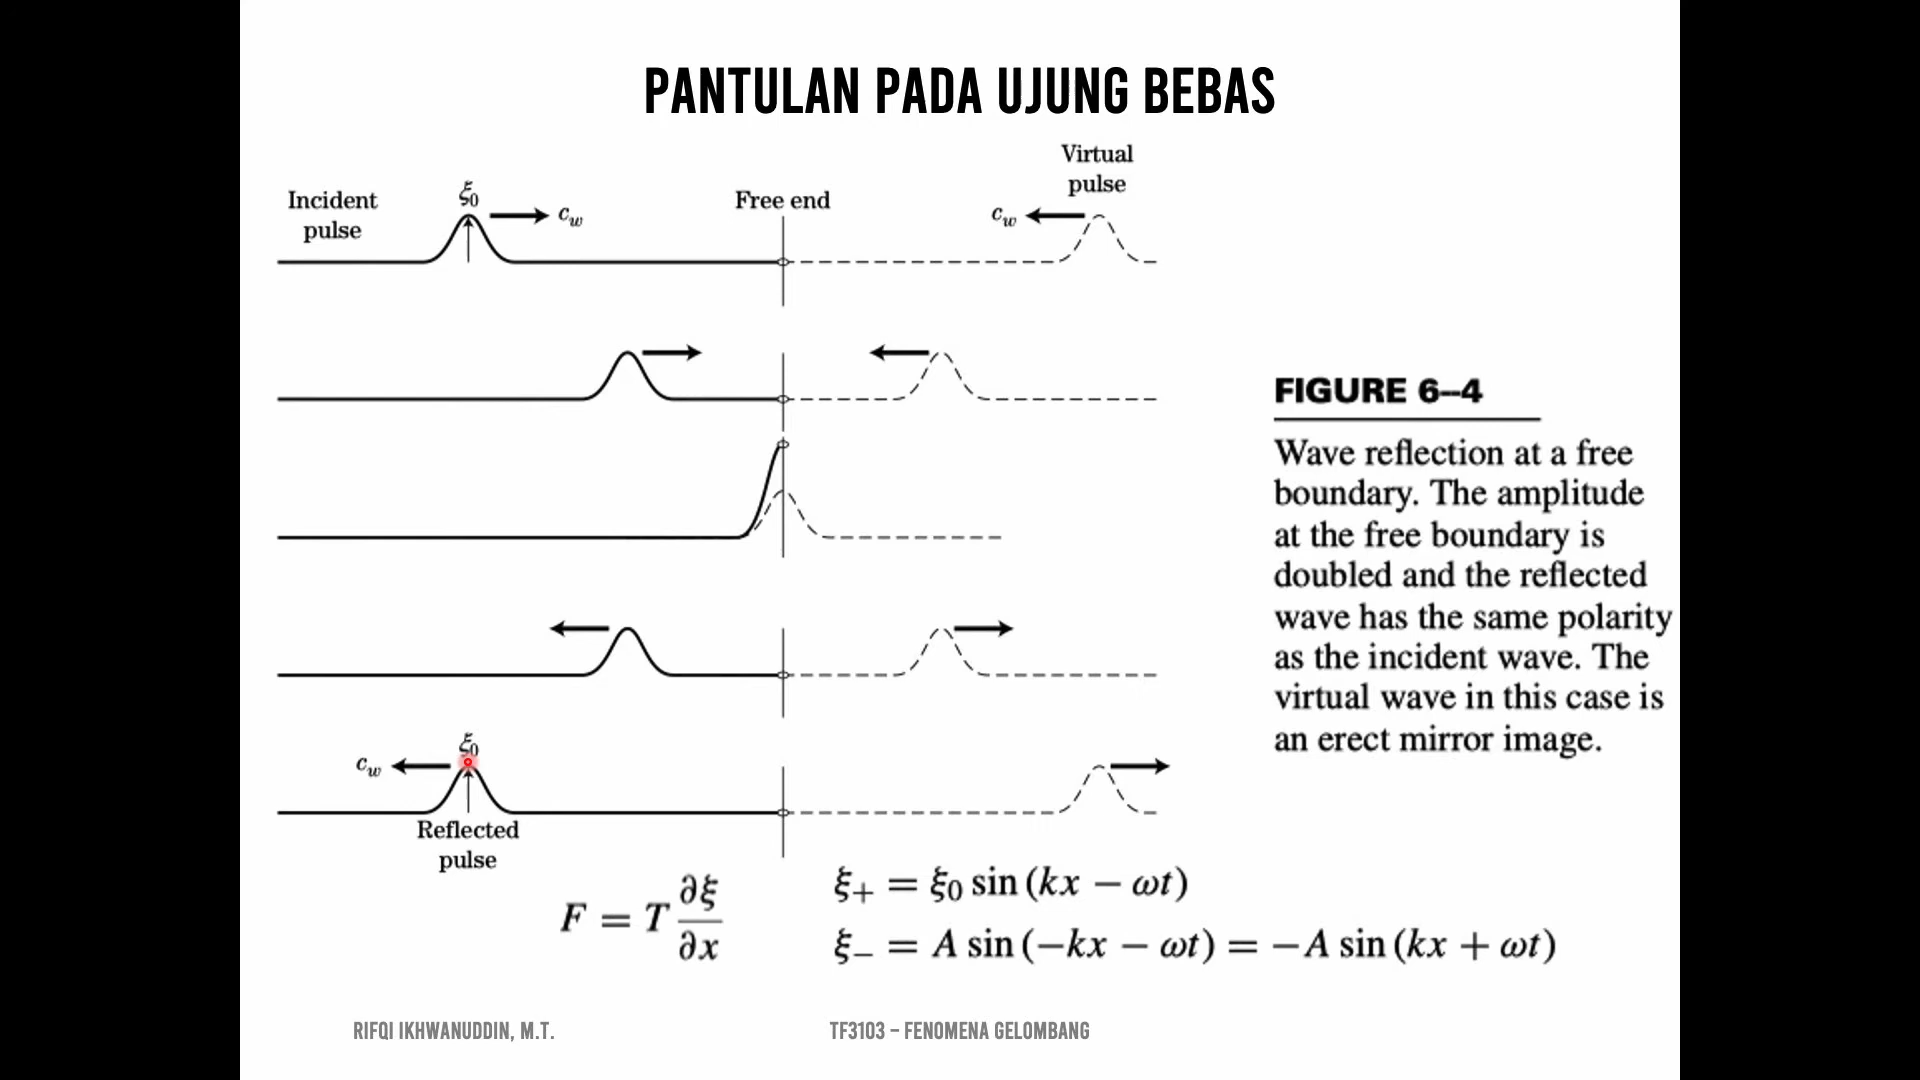 PANTULAN PADA UJUNG BEBAS
Virtual
pulse
Incident
pulse
ξ₀
c_w
Free end
c_w
FIGURE 6–4
Wave reflection at a free
boundary. The amplitude
at the free boundary is
doubled and the reflected
wave has the same polarity
as the incident wave. The
virtual wave in this case is
an erect mirror image.
ξ₀
c_w
Reflected
pulse
F = T ∂ξ/∂x
ξ₊ = ξ₀ sin (kx − ωt)
ξ₋ = A sin (−kx − ωt) = −A sin (kx + ωt)
RIFQI IKHWANUDDIN, M.T.
TF3103 – FENOMENA GELOMBANG